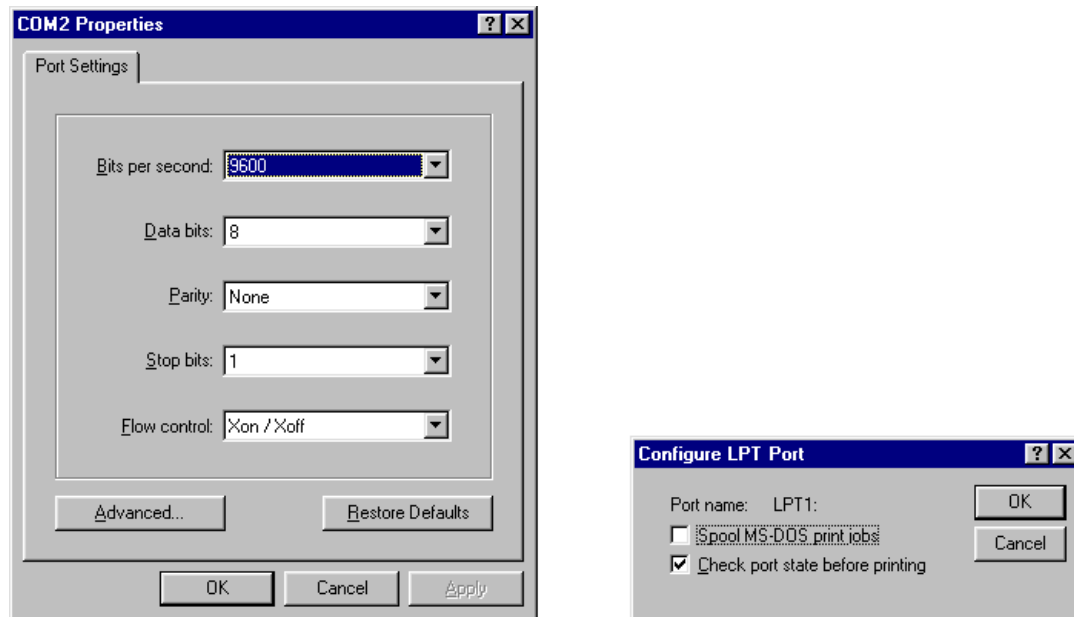 COM2 Properties
Port Settings
Bits per second: 9600
Data bits: 8
Parity: None
Stop bits: 1
Flow control: Xon / Xoff
Advanced... Restore Defaults
OK Cancel Apply
Configure LPT Port
Port name: LPT1:
OK
Spool MS-DOS print jobs
Cancel
Check port state before printing